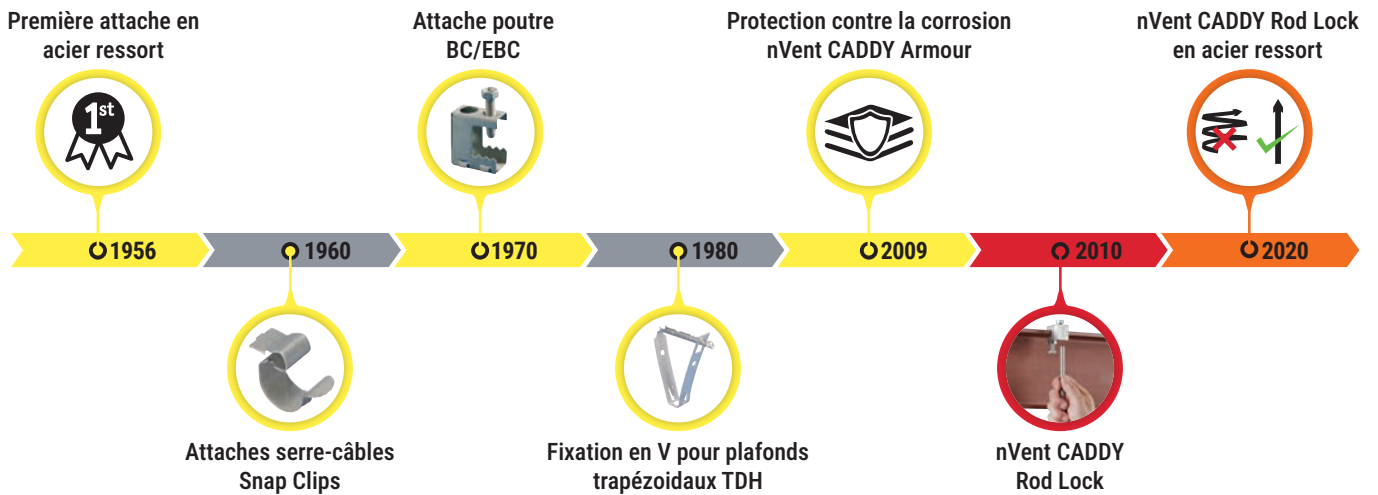 Première attache en
acier ressort
Attache poutre
BC/EBC
Protection contre la corrosion
nVent CADDY Armour
nVent CADDY Rod Lock
en acier ressort
1st
1956
1960
1970
1980
2009
2010
2020
Attaches serre-câbles
Snap Clips
Fixation en V pour plafonds
trapézoidaux TDH
nVent CADDY
Rod Lock